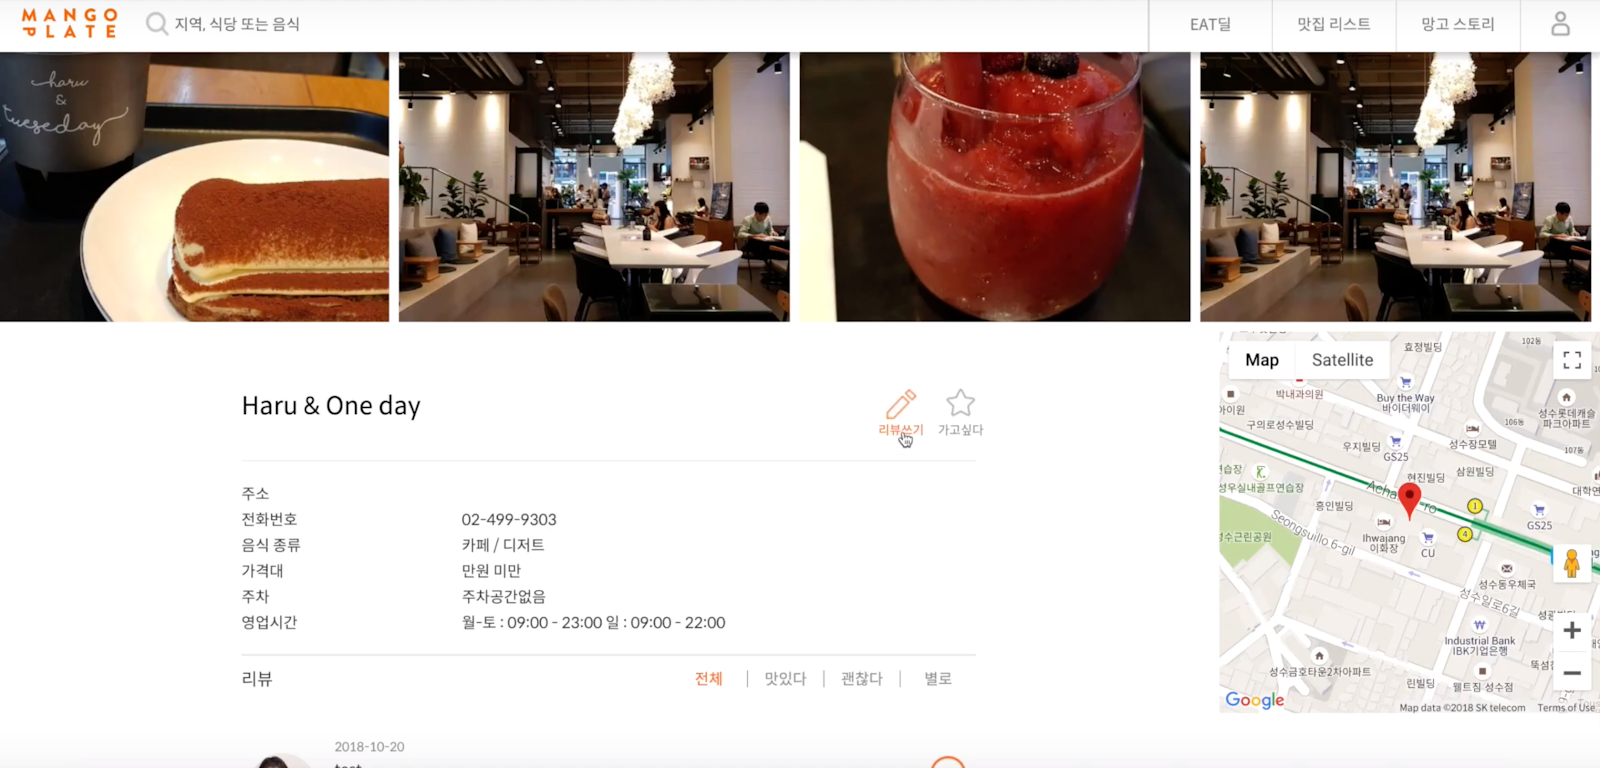 MANGO
PLATE
지역, 식당 또는 음식
EAT딜
맛집 리스트
망고 스토리
haru
&
tueseday
Haru & One day
리뷰쓰기
가고싶다
주소
전화번호 02-499-9303
음식 종류 카페 / 디저트
가격대 만원 미만
주차 주차공간없음
영업시간 월-토 : 09:00 - 23:00 일 : 09:00 - 22:00
리뷰
전체 | 맛있다 | 괜찮다 | 별로
2018-10-20
Map
Satellite
효정빌딩
102동
박내과의원
Buy the Way
바이더웨이
성수롯데캐슬
파크아파트
106동
구의로성수빌딩
우지빌딩
GS25
성수장모텔
107동
현진빌딩
삼원빌딩
성우실내골프연습장
흥인빌딩
Seongsuillo 6-gil
Ihwajang
이화장
CU
1
4
GS25
성수근린공원
성수동우체국
성수일로6길
Industrial Bank
IBK기업은행
성수금호타운2차아파트
린빌딩
웰트짐 성수점
Google
Map data ©2018 SK telecom
Terms of Use